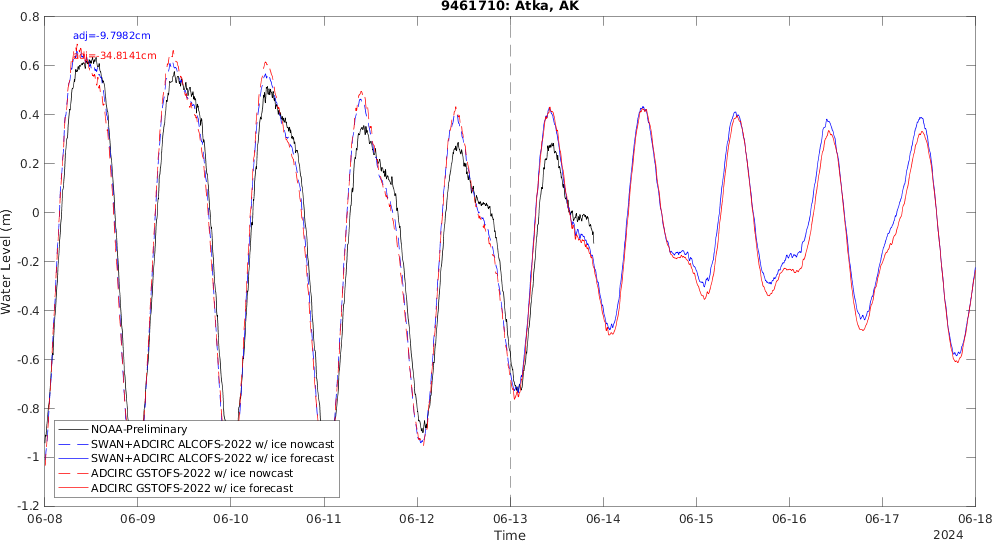 9461710: Atka, AK
adj=-9.7982cm
adj=-34.8141cm
Water Level (m)
0.8
0.6
0.4
0.2
0
-0.2
-0.4
-0.6
-0.8
-1
-1.2
NOAA-Preliminary
SWAN+ADCIRC ALCOFS-2022 w/ ice nowcast
SWAN+ADCIRC ALCOFS-2022 w/ ice forecast
ADCIRC GSTOFS-2022 w/ ice nowcast
ADCIRC GSTOFS-2022 w/ ice forecast
06-08 06-09 06-10 06-11 06-12 06-13 06-14 06-15 06-16 06-17 06-18
Time
2024